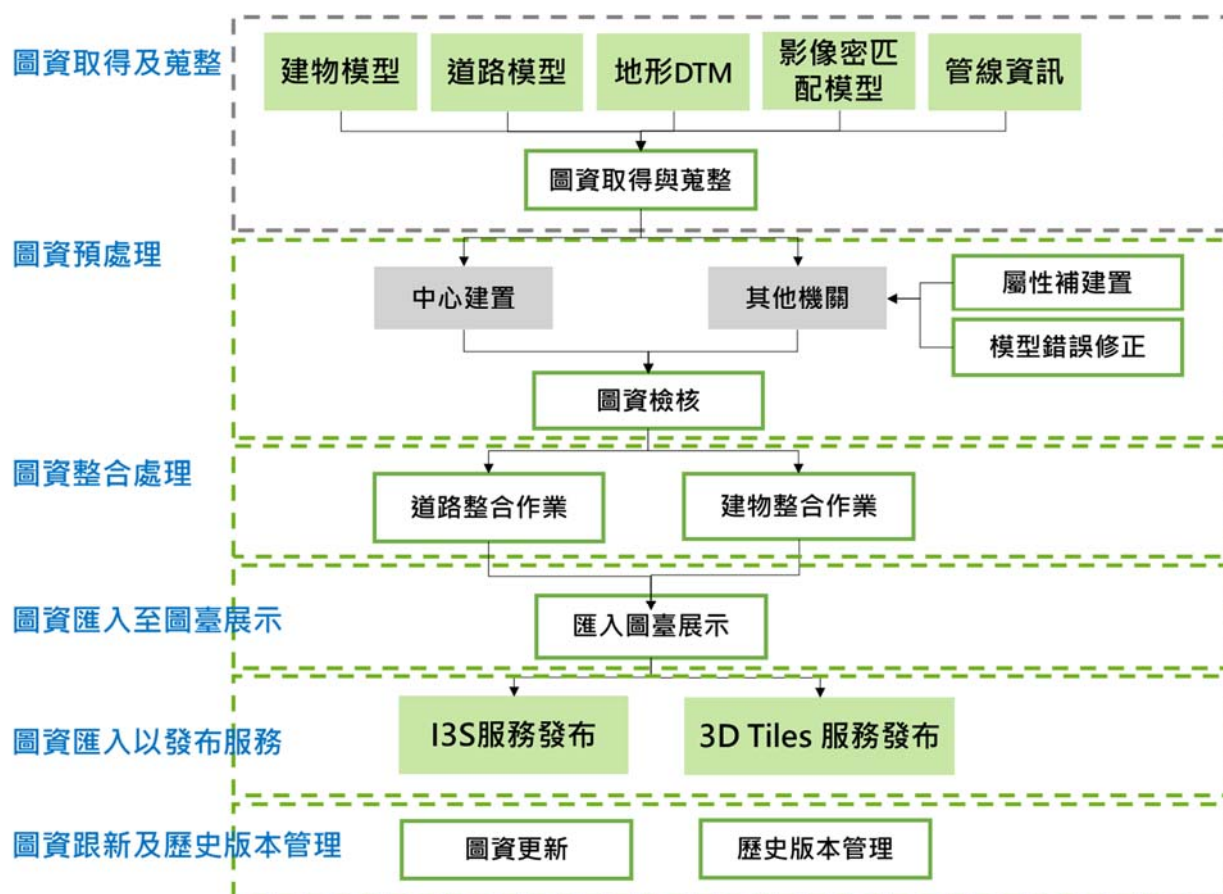 圖資取得及蒐整
建物模型
道路模型
地形DTM
影像密匹
配模型
管線資訊
圖資取得與蒐整
圖資預處理
中心建置
其他機關
屬性補建置
模型錯誤修正
圖資檢核
圖資整合處理
道路整合作業
建物整合作業
圖資匯入至圖臺展示
匯入圖臺展示
圖資匯入以發布服務
I3S服務發布
3D Tiles 服務發布
圖資跟新及歷史版本管理
圖資更新
歷史版本管理